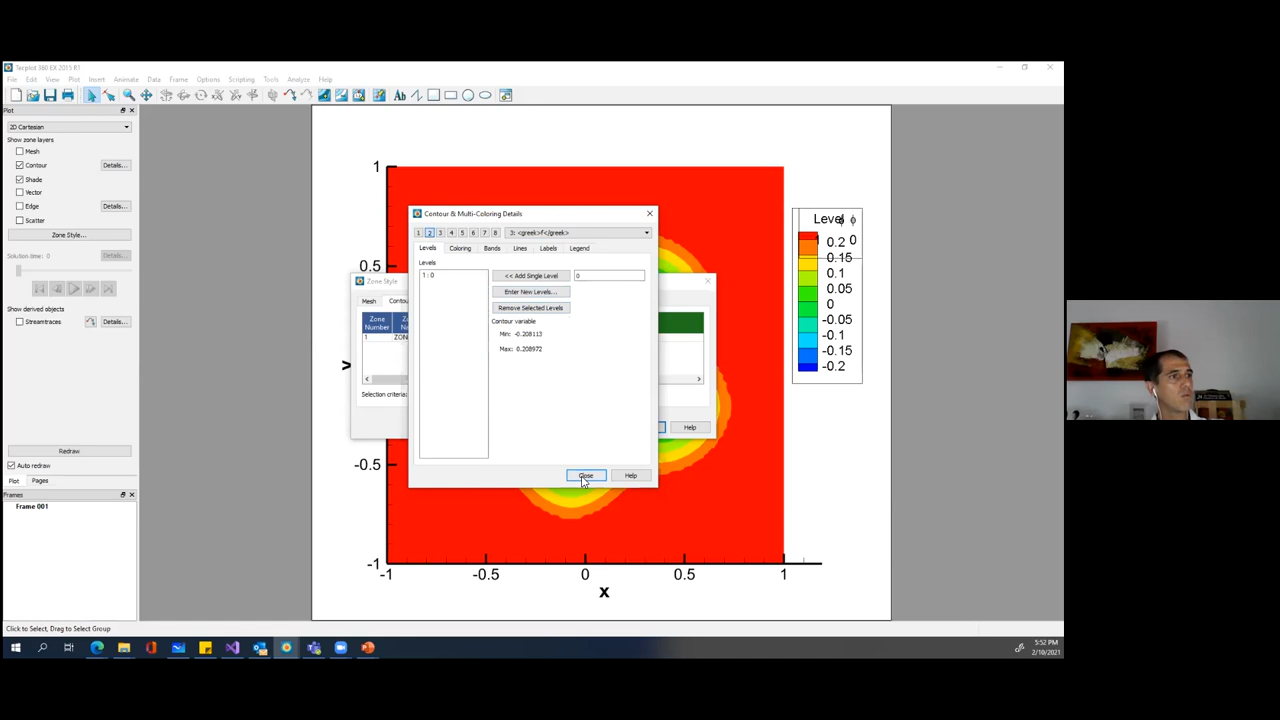 Tecplot 360 EX 2015 R1
File Edit View Plot Insert Animate Data Frame Options Scripting Tools Analyze Help
Plot
2D Cartesian
Show zone layers
Mesh
Contour Details...
Shade
Vector
Edge Details...
Scatter
Zone Style...
Solution time: 0 Details...
Show derived objects
Streamtraces Details...
Redraw
Auto redraw
Plot Pages
Frames
Frame 001
Click to Select, Drag to Select Group
1
0.5
-0.5
-1
-1 -0.5 0 0.5 1
x
Level ϕ
0.2
0.15
0.1
0.05
0
-0.05
-0.1
-0.15
-0.2
Zone Style
Mesh Contou
Zone Number
1 ZON
Selection criteria:
Help
Contour & Multi-Coloring Details
1 2 3 4 5 6 7 8 3: <greek>f</greek>
Levels Coloring Bands Lines Labels Legend
Levels
1 : 0
<< Add Single Level 0
Enter New Levels...
Remove Selected Levels
Contour variable
Min: -0.208113
Max: 0.208972
Close Help
5:52 PM
2/10/2021